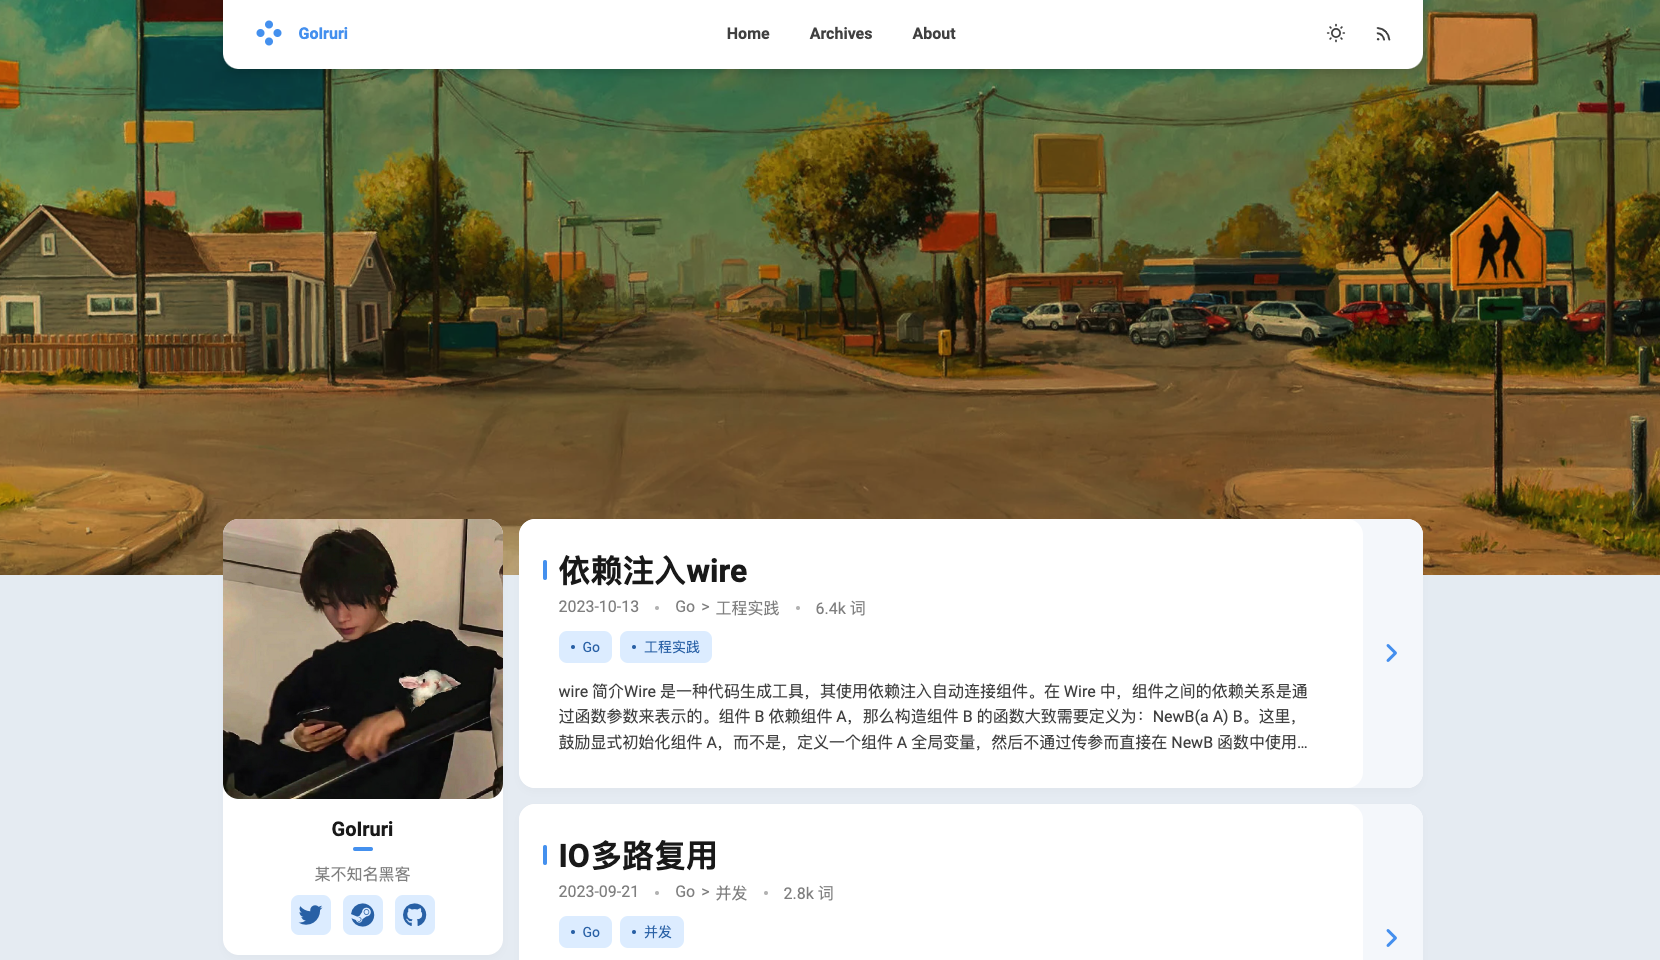 GoIruri
Home
Archives
About
依赖注入wire
2023-10-13 • Go > 工程实践 • 6.4k 词
• Go • 工程实践
wire 简介Wire 是一种代码生成工具，其使用依赖注入自动连接组件。在 Wire 中，组件之间的依赖关系是通
过函数参数来表示的。组件 B 依赖组件 A，那么构造组件 B 的函数大致需要定义为：NewB(a A) B。这里，
鼓励显式初始化组件 A，而不是，定义一个组件 A 全局变量，然后不通过传参而直接在 NewB 函数中使用...
GoIruri
某不知名黑客
IO多路复用
2023-09-21 • Go > 并发 • 2.8k 词
• Go • 并发